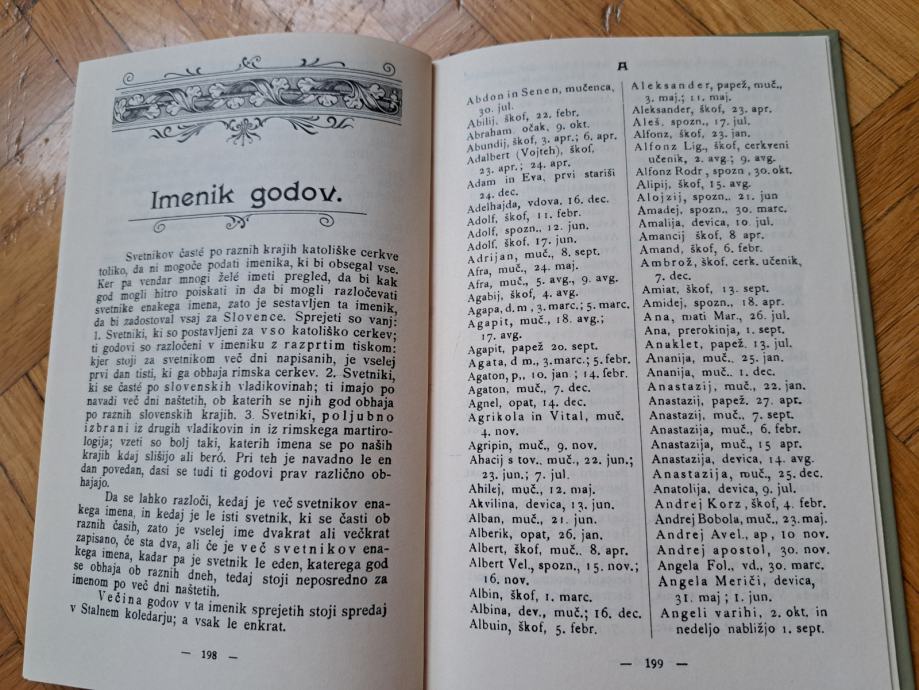 Imenik godov.
Svetnikov časté po raznih krajih katoliške cerkve
toliko, da ni mogoče podati imenika, ki bi obsegal vse.
Ker pa vendar mnogi želé imeti pregled, da bi kak
god mogli hitro poiskati in da bi mogli razločevati
svetnike enakega imena, zato je sestavljen ta imenik,
da bi zadostoval vsaj za Slovence. Sprejeti so vanj:
1. Svetniki, ki so postavljeni za vso katoliško cerkev;
ti godovi so razločeni v imeniku z razprtim tiskom:
kjer stoji za svetnikom več dni napisanih, je vselej
prvi dan tisti, ki ga obhaja rimska cerkev. 2. Svetniki,
ki se časté po slovenskih vladikovinah; ti imajo po
navadi več dni naštetih, ob katerih se njih god obhaja
po raznih slovenskih krajih. 3. Svetniki, poljubno
izbrani iz drugih vladikovin in iz rimskega martiro-
logija; vzeti so bolj taki, katerih imena se po naših
krajih kdaj slišijo ali beró. Pri teh je navadno le en
dan povedan, dasi se tudi ti godovi prav različno ob-
hajajo.
Da se lahko razloči, kedaj je več svetnikov ena-
kega imena, in kedaj je le isti svetnik, ki se časti ob
raznih časih, zato je vselej ime dvakrat ali večkrat
zapisano, če sta dva, ali če je več svetnikov ena-
kega imena, kadar pa je svetnik le eden, katerega god
se obhaja ob raznih dneh, tedaj stoji neposredno za
imenom po več dni naštetih.
Večina godov v ta imenik sprejetih stoji spredaj
v Stalnem koledarju; a vsak le enkrat.
— 198 —
A
Abdon in Senen, mučenca,
30. jul.
Abilij, škof, 22. febr.
Abraham. očak, 9. okt.
Abundij, škof, 3. apr.; 6. apr.
Adalbert (Vojteh), škof,
23. apr.; 24. apr.
Adam in Eva, prvi stariši
24. dec.
Adelhajda, vdova, 16. dec.
Adolf, škof, 11. febr.
Adolf, spozn., 12. jun.
Adolf, škof, 17. jun.
Adrijan, muč., 8. sept.
Afra, muč., 24. maj.
Afra, muč., 5. avg., 9. avg.
Agabij, škof, 4. avg.
Agapa, d. m, 3. marc.; 5. marc.
Agapit, muč., 18. avg.;
17. avg.
Agapit, papež 20. sept.
Agata, d m., 3. marc.; 5. febr.
Agaton, p,, 10. jan ; 14. febr.
Agaton, muč., 7. dec.
Agnel, opat, 14. dec.
Agrikola in Vital, muč.
4. nov.
Agripin, muč., 9. nov.
Ahacij s tov., muč., 22. jun.;
23. jun.; 7. jul.
Ahilej, muč., 12. maj.
Akvilina, devica, 13. jun.
Alban, muč., 21. jun.
Alberik, opat, 26. jan.
Albert, škof, muč., 8. apr.
Albert Vel., spozn., 15. nov.;
16. nov.
Albin, škof, 1. marc.
Albina, dev., muč.; 16. dec.
Albuin, škof, 5. febr.
Aleksander, papež, muč.,
3. maj.; 11. maj.
Aleksander, škof, 23. apr.
Aleš, spozn., 17. jul.
Alfonz, škof, 23. jan.
Alfonz Lig., škof, cerkveni
učenik, 2. avg.; 9. avg.
Alfonz Rodr , spozn , 30. okt.
Alipij, škof, 15. avg.
Alojzij, spozn., 21. jun
Amadej, spozn., 30. marc.
Amalija, devica, 10. jul.
Amancij škof, 8 apr.
Amand, škof, 6. febr.
Ambrož, škof, cerk. učenik,
7. dec.
Amiat, škof, 13. sept.
Amidej, spozn., 18. apr.
Ana, mati Mar., 26. jul.
Ana, prerokinja, 1. sept.
Anaklet, papež. 13. jul.
Ananija, muč. 25. jan.
Ananija, muč., 1. dec.
Anastazij, muč., 22. jan.
Anastazij, papež. 27. apr.
Anastazij, muč., 7. sept.
Anastazija, muč., 6. febr.
Anastazija, muč., 15 apr.
Anastazija, devica, 14. avg.
Anastazija, muč., 25. dec.
Anatolija, devica, 9. jul.
Andrej Korz, škof, 4. febr.
Andrej Bobola, muč., 23. maj.
Andrej Avel., ap, 10 nov.
Andrej apostol, 30. nov.
Angela Fol., vd., 30. marc.
Angela Meriči, devica,
31. maj ; 1. jun.
Angeli varihi, 2. okt. in
nedeljo nabližjo 1. sept.
— 199 —